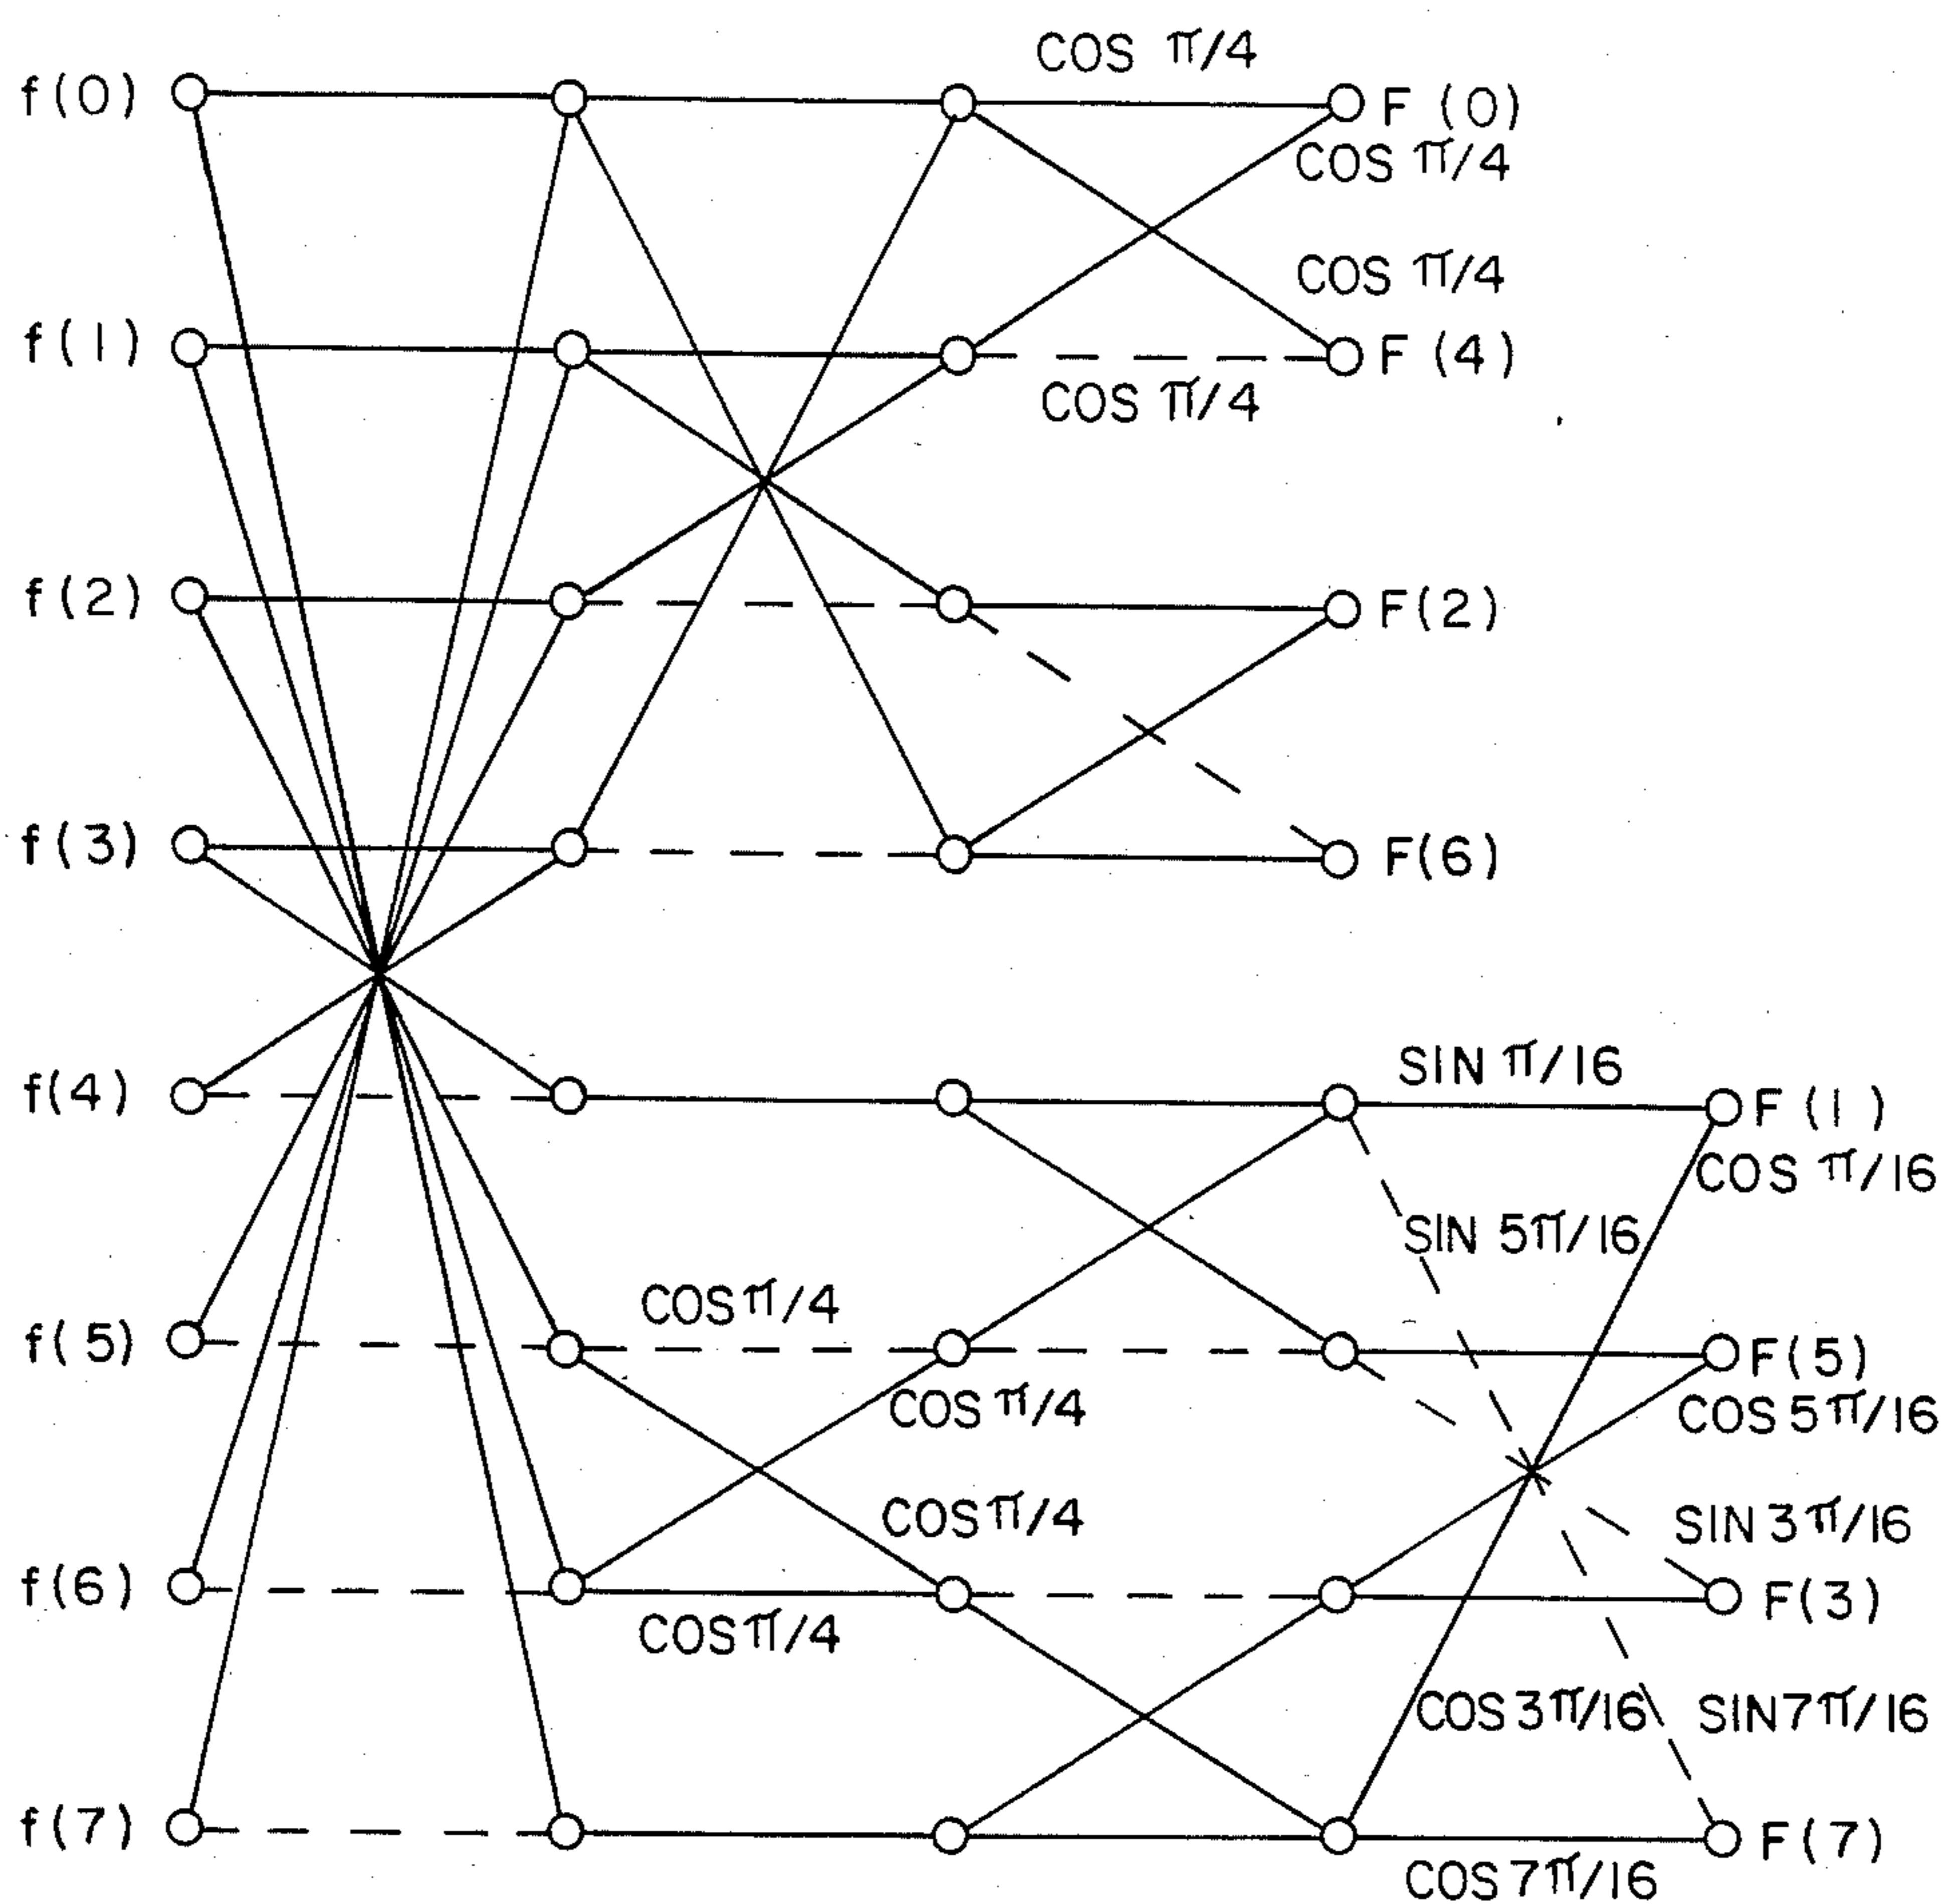 COS π/4
f(0)
F (0)
COS π/4
COS π/4
f(1)
F (4)
COS π/4
f(2)
F(2)
f(3)
F(6)
f(4)
SIN π/16
F (1)
COS π/16
SIN 5π/16
COS π/4
f(5)
F(5)
COS π/4
COS 5π/16
COS π/4
SIN 3π/16
f(6)
F(3)
COS π/4
COS 3π/16
SIN 7π/16
f(7)
F(7)
COS 7π/16